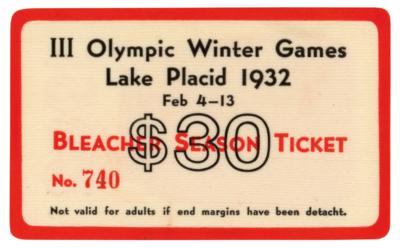 III Olympic Winter Games
Lake Placid 1932
Feb 4–13
BLEACHER SEASON TICKET
$30
No. 740
Not valid for adults if end margins have been detacht.